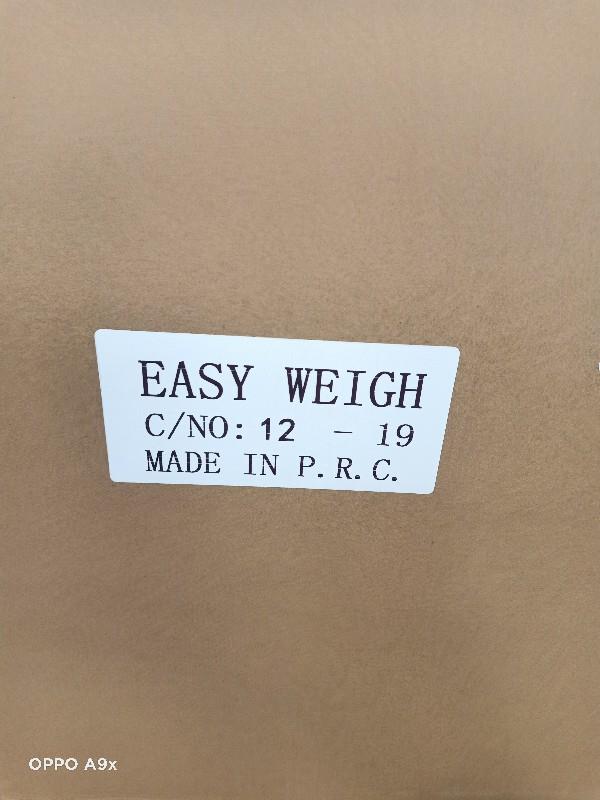 EASY WEIGH
C/NO: 12 - 19
MADE IN P.R.C.
OPPO A9x